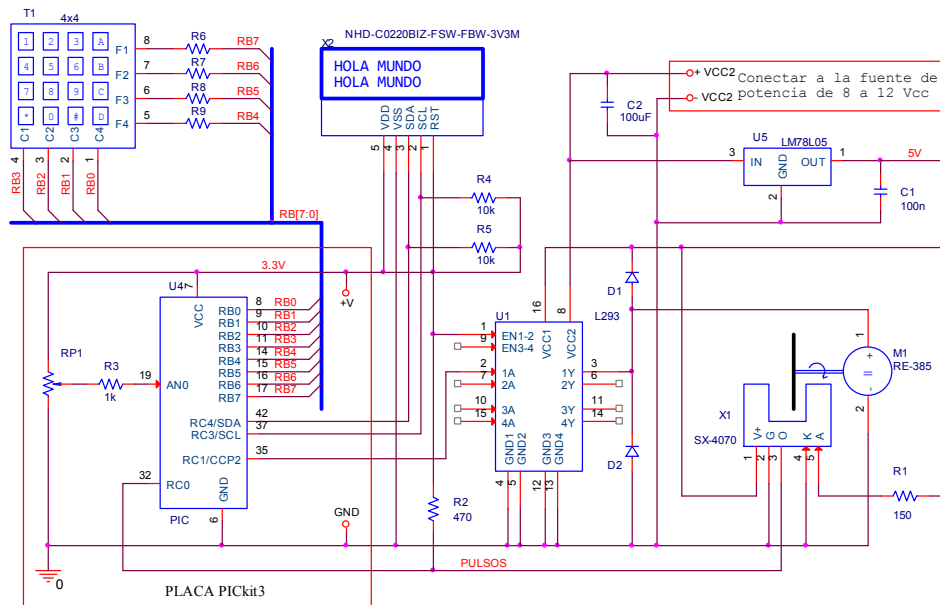 T1
4x4
1 2 3 A
4 5 6 B
7 8 9 C
* 0 # D
F1 8 R6 RB7
F2 7 R7 RB6
F3 6 R8 RB5
F4 5 R9 RB4
C1 C2 C3 C4
4 3 2 1
RB3 RB2 RB1 RB0
RB[7:0]
NHD-C0220BIZ-FSW-FBW-3V3M
X2
HOLA MUNDO
HOLA MUNDO
VDD VSS SDA SCL RST
5 4 3 2 1
R4
10k
R5
10k
C2
100uF
+ VCC2
- VCC2
Conectar a la fuente de
potencia de 8 a 12 Vcc
U5
LM78L05
3 IN OUT 1
GND
2
5V
C1
100n
3.3V
+V
U4
7
VCC
RP1
R3
1k
19 AN0
RB0 8 RB0
RB1 9 RB1
RB2 10 RB2
RB3 11 RB3
RB4 14 RB4
RB5 15 RB5
RB6 16 RB6
RB7 17 RB7
RC4/SDA 42
RC3/SCL 37
RC1/CCP2 35
32 RC0
GND
6
PIC
GND
0
PLACA PICkit3
R2
470
PULSOS
U1
L293
16 8
VCC1 VCC2
1 EN1-2
9 EN3-4
2 1A
7 2A
10 3A
15 4A
1Y 3
2Y 6
3Y 11
4Y 14
GND1 GND2 GND3 GND4
4 5 12 13
D1
D2
M1
RE-385
1
+
=
-
2
X1
SX-4070
V+ G O K A
1 2 3 4 5
R1
150